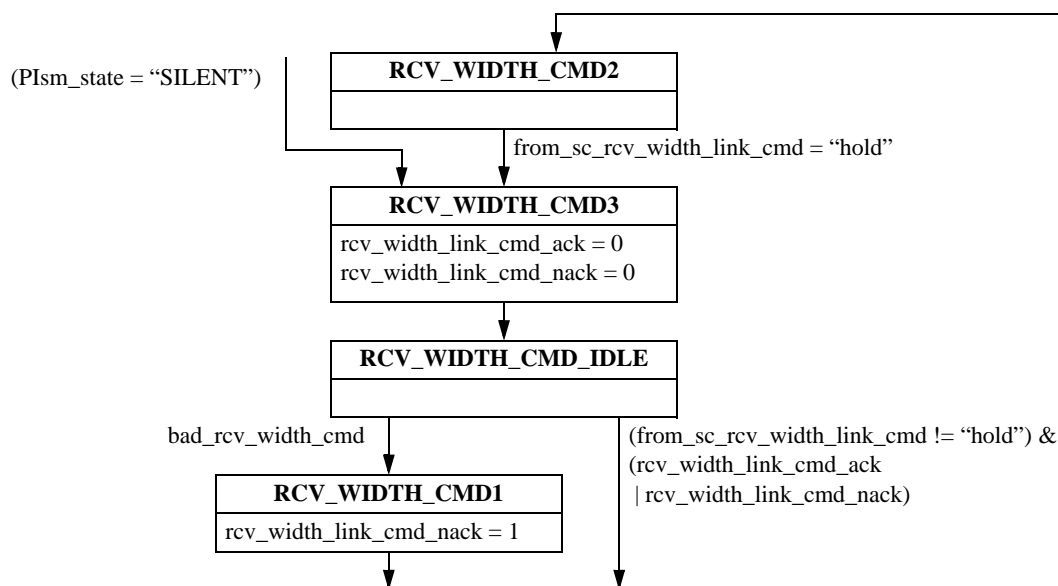 RCV_WIDTH_CMD2
(PIsm_state = “SILENT”)
from_sc_rcv_width_link_cmd = “hold”
RCV_WIDTH_CMD3
rcv_width_link_cmd_ack = 0
rcv_width_link_cmd_nack = 0
RCV_WIDTH_CMD_IDLE
bad_rcv_width_cmd
(from_sc_rcv_width_link_cmd != “hold”) &
(rcv_width_link_cmd_ack
| rcv_width_link_cmd_nack)
RCV_WIDTH_CMD1
rcv_width_link_cmd_nack = 1